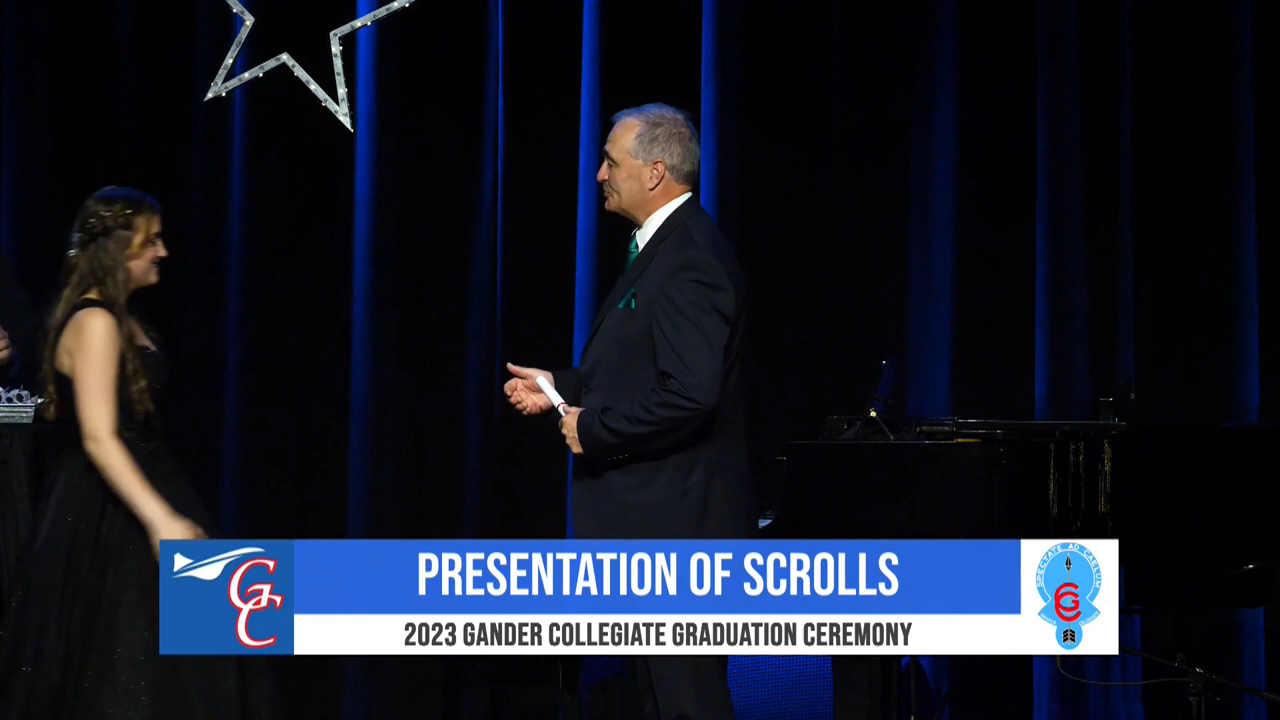 PRESENTATION OF SCROLLS
2023 GANDER COLLEGIATE GRADUATION CEREMONY
GC
SPECTATE AD CAELUM
GC